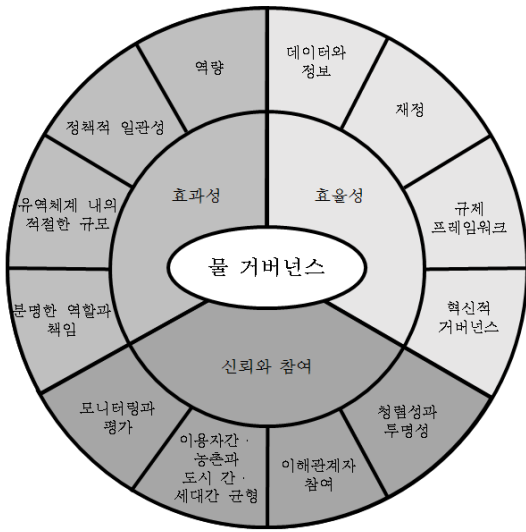 역량
데이터와
정보
정책적 일관성
재정
유역체계 내의
적절한 규모
효과성
효율성
규제
프레임워크
물 거버넌스
분명한 역할과
책임
혁신적
거버넌스
신뢰와 참여
모니터링과
평가
이용자간·
농촌과
도시 간·
세대간 균형
이해관계자
참여
청렴성과
투명성